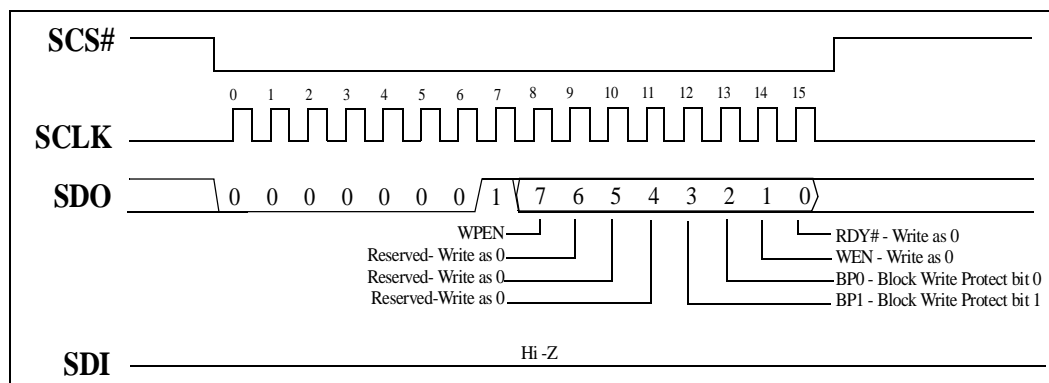 SCS#
0 1 2 3 4 5 6 7 8 9 10 11 12 13 14 15
SCLK
SDO 0 0 0 0 0 0 0 1 7 6 5 4 3 2 1 0
WPEN RDY# - Write as 0
Reserved- Write as 0 WEN - Write as 0
Reserved- Write as 0 BP0 - Block Write Protect bit 0
Reserved-Write as 0 BP1 - Block Write Protect bit 1
Hi -Z
SDI